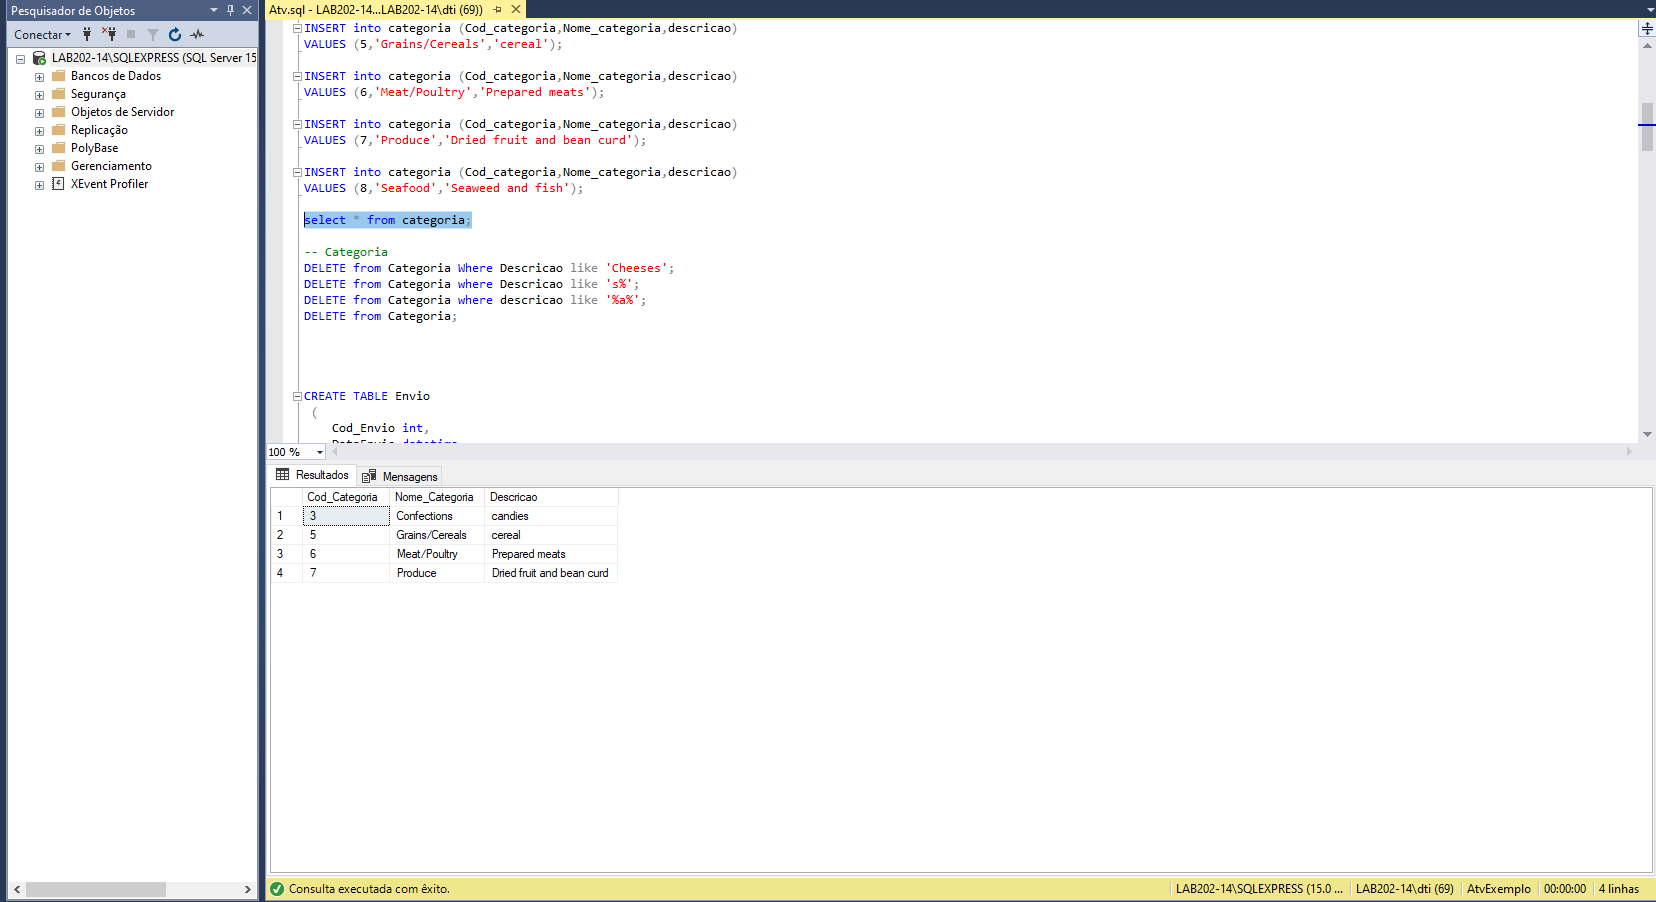 Pesquisador de Objetos
Conectar
LAB202-14\SQLEXPRESS (SQL Server 15
Bancos de Dados
Segurança
Objetos de Servidor
Replicação
PolyBase
Gerenciamento
XEvent Profiler
Atv.sql - LAB202-14...LAB202-14\dti (69))
INSERT into categoria (Cod_categoria,Nome_categoria,descricao)
VALUES (5,'Grains/Cereals','cereal');
INSERT into categoria (Cod_categoria,Nome_categoria,descricao)
VALUES (6,'Meat/Poultry','Prepared meats');
INSERT into categoria (Cod_categoria,Nome_categoria,descricao)
VALUES (7,'Produce','Dried fruit and bean curd');
INSERT into categoria (Cod_categoria,Nome_categoria,descricao)
VALUES (8,'Seafood','Seaweed and fish');
select * from categoria;
-- Categoria
DELETE from Categoria Where Descricao like 'Cheeses';
DELETE from Categoria where Descricao like 's%';
DELETE from Categoria where descricao like '%a%';
DELETE from Categoria;
CREATE TABLE Envio
(
Cod_Envio int,
DataEnvio datetime
100 %
Resultados Mensagens
Cod_Categoria Nome_Categoria Descricao
1 3 Confections candies
2 5 Grains/Cereals cereal
3 6 Meat/Poultry Prepared meats
4 7 Produce Dried fruit and bean curd
Consulta executada com êxito.
LAB202-14\SQLEXPRESS (15.0 ... LAB202-14\dti (69) AtvExemplo 00:00:00 4 linhas